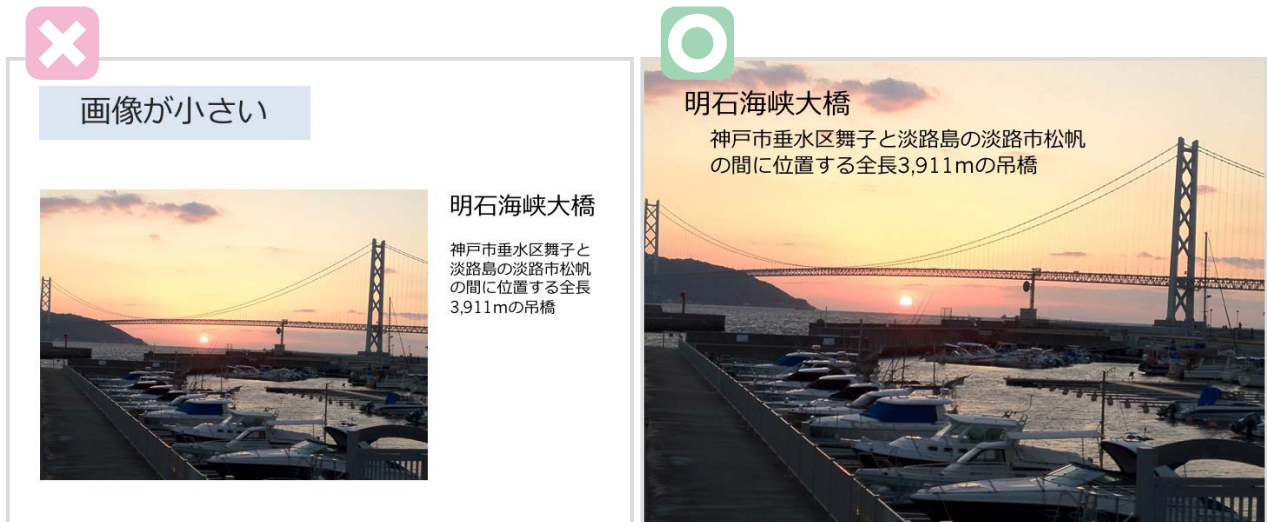 画像が小さい
明石海峡大橋
神戸市垂水区舞子と
淡路島の淡路市松帆
の間に位置する全長
3,911mの吊橋
明石海峡大橋
神戸市垂水区舞子と淡路島の淡路市松帆
の間に位置する全長3,911mの吊橋